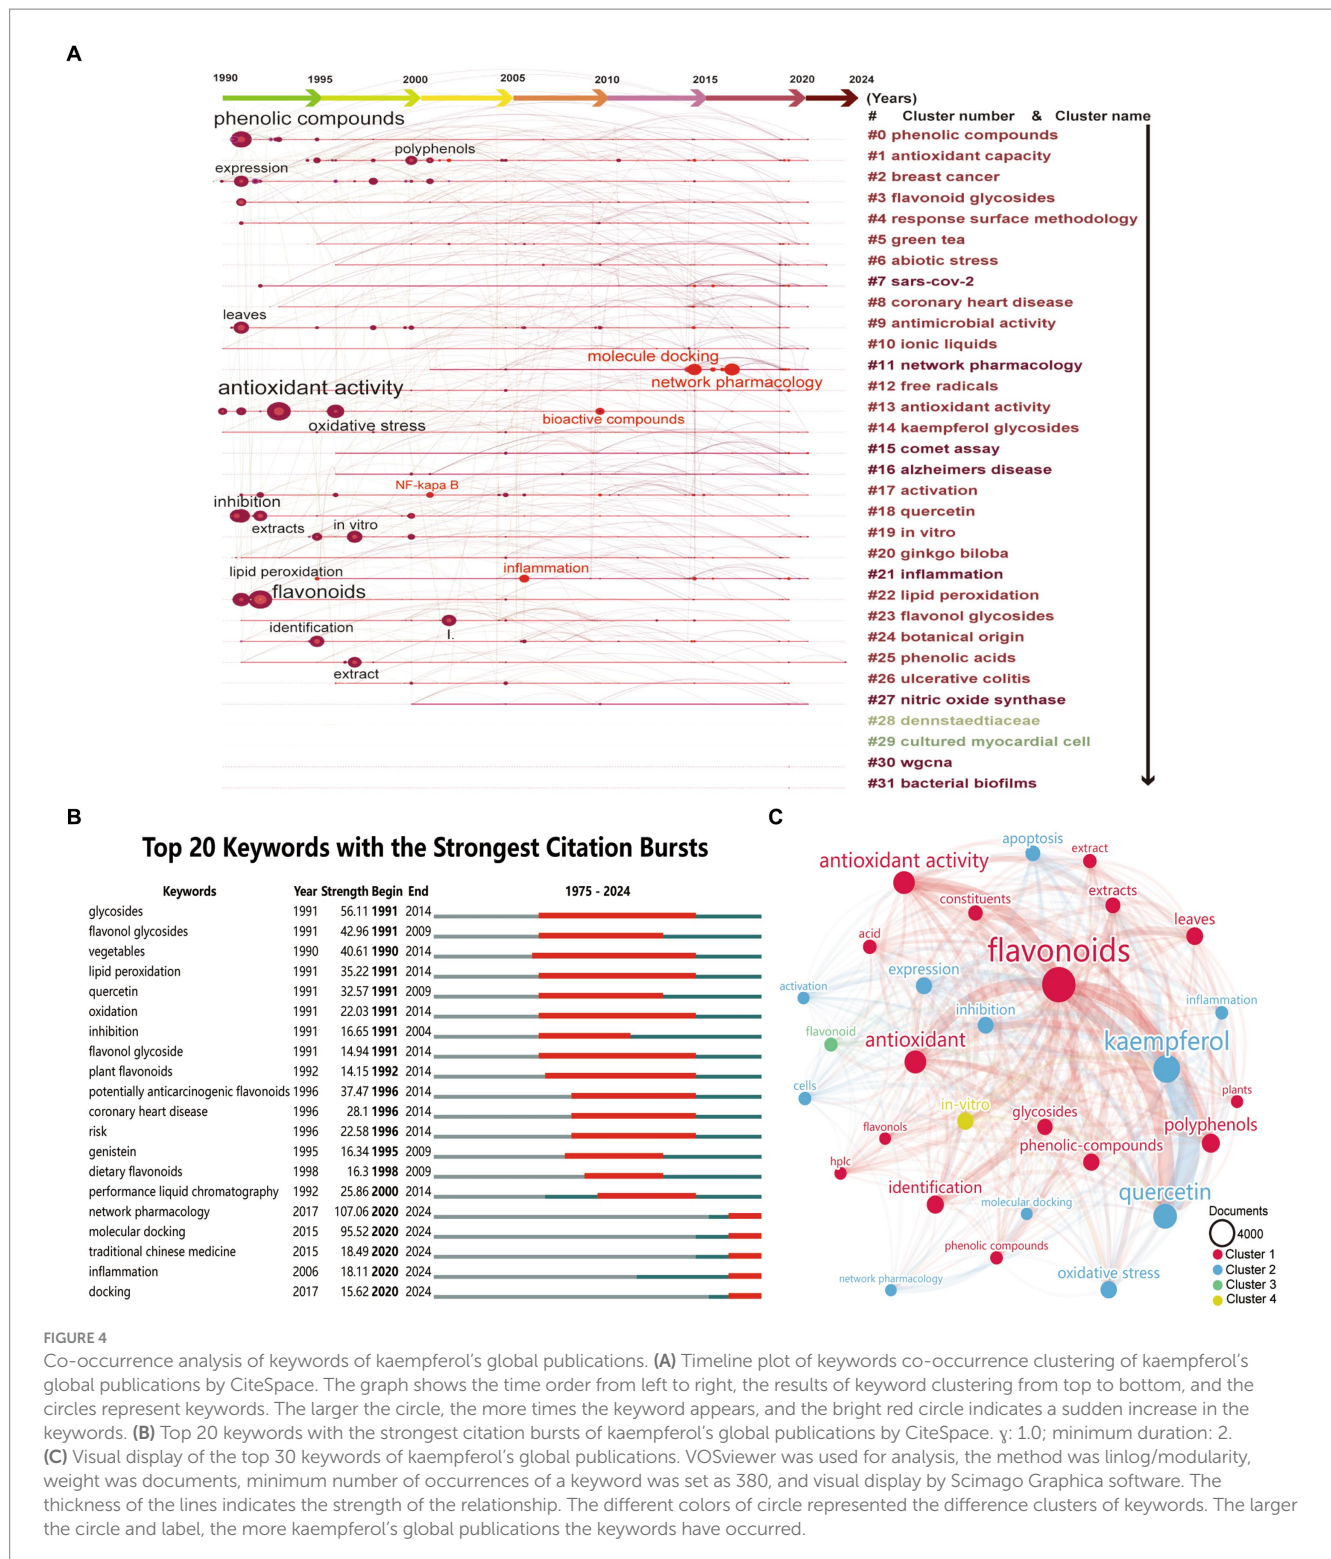 A
1990 1995 2000 2005 2010 2015 2020 2024
(Years)
# Cluster number & Cluster name
phenolic compounds
#0 phenolic compounds
polyphenols
#1 antioxidant capacity
expression
#2 breast cancer
#3 flavonoid glycosides
#4 response surface methodology
#5 green tea
#6 abiotic stress
#7 sars-cov-2
#8 coronary heart disease
leaves
#9 antimicrobial activity
#10 ionic liquids
molecule docking
#11 network pharmacology
network pharmacology
#12 free radicals
antioxidant activity
#13 antioxidant activity
bioactive compounds
oxidative stress
#14 kaempferol glycosides
#15 comet assay
#16 alzheimers disease
NF-kapa B
#17 activation
inhibition
#18 quercetin
extracts
in vitro
#19 in vitro
#20 ginkgo biloba
lipid peroxidation
inflammation
#21 inflammation
flavonoids
#22 lipid peroxidation
#23 flavonol glycosides
identification
l.
#24 botanical origin
#25 phenolic acids
extract
#26 ulcerative colitis
#27 nitric oxide synthase
#28 dennstaedtiaceae
#29 cultured myocardial cell
#30 wgcna
#31 bacterial biofilms
B
Top 20 Keywords with the Strongest Citation Bursts
Keywords Year Strength Begin End 1975 - 2024
glycosides 1991 56.11 1991 2014
flavonol glycosides 1991 42.96 1991 2009
vegetables 1990 40.61 1990 2014
lipid peroxidation 1991 35.22 1991 2014
quercetin 1991 32.57 1991 2009
oxidation 1991 22.03 1991 2014
inhibition 1991 16.65 1991 2004
flavonol glycoside 1991 14.94 1991 2014
plant flavonoids 1992 14.15 1992 2014
potentially anticarcinogenic flavonoids 1996 37.47 1996 2014
coronary heart disease 1996 28.1 1996 2014
risk 1996 22.58 1996 2014
genistein 1995 16.34 1995 2009
dietary flavonoids 1998 16.3 1998 2009
performance liquid chromatography 1992 25.86 2000 2014
network pharmacology 2017 107.06 2020 2024
molecular docking 2015 95.52 2020 2024
traditional chinese medicine 2015 18.49 2020 2024
inflammation 2006 18.11 2020 2024
docking 2017 15.62 2020 2024
C
apoptosis
extract
antioxidant activity
constituents
extracts
leaves
acid
flavonoids
expression
activation
inhibition
inflammation
flavonoid
antioxidant
kaempferol
cells
plants
in-vitro
glycosides
flavonols
polyphenols
phenolic-compounds
hplc
identification
quercetin
molecular docking
Documents
4000
phenolic compounds
Cluster 1
network pharmacology
oxidative stress
Cluster 2
Cluster 3
Cluster 4
FIGURE 4
Co-occurrence analysis of keywords of kaempferol's global publications. (A) Timeline plot of keywords co-occurrence clustering of kaempferol's
global publications by CiteSpace. The graph shows the time order from left to right, the results of keyword clustering from top to bottom, and the
circles represent keywords. The larger the circle, the more times the keyword appears, and the bright red circle indicates a sudden increase in the
keywords. (B) Top 20 keywords with the strongest citation bursts of kaempferol's global publications by CiteSpace. ɣ: 1.0; minimum duration: 2.
(C) Visual display of the top 30 keywords of kaempferol's global publications. VOSviewer was used for analysis, the method was linlog/modularity,
weight was documents, minimum number of occurrences of a keyword was set as 380, and visual display by Scimago Graphica software. The
thickness of the lines indicates the strength of the relationship. The different colors of circle represented the difference clusters of keywords. The larger
the circle and label, the more kaempferol's global publications the keywords have occurred.